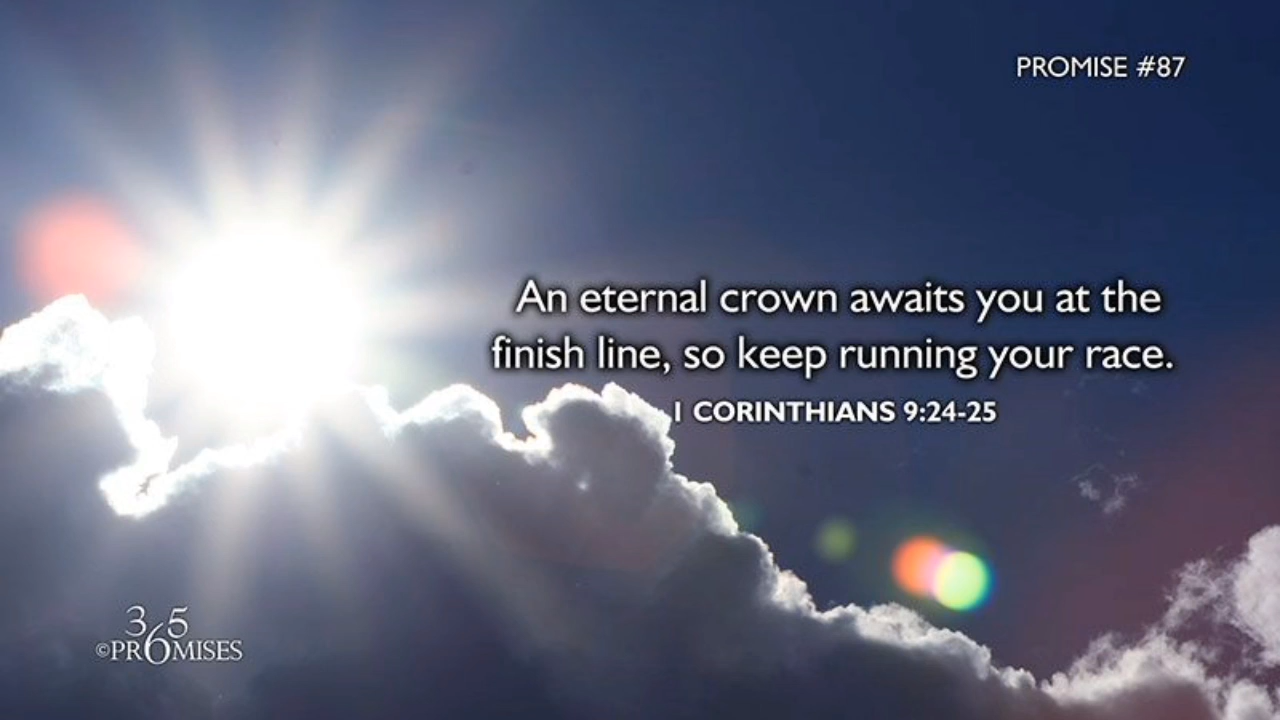 PROMISE #87
An eternal crown awaits you at the
finish line, so keep running your race.
1 CORINTHIANS 9:24-25
365
©PROMISES